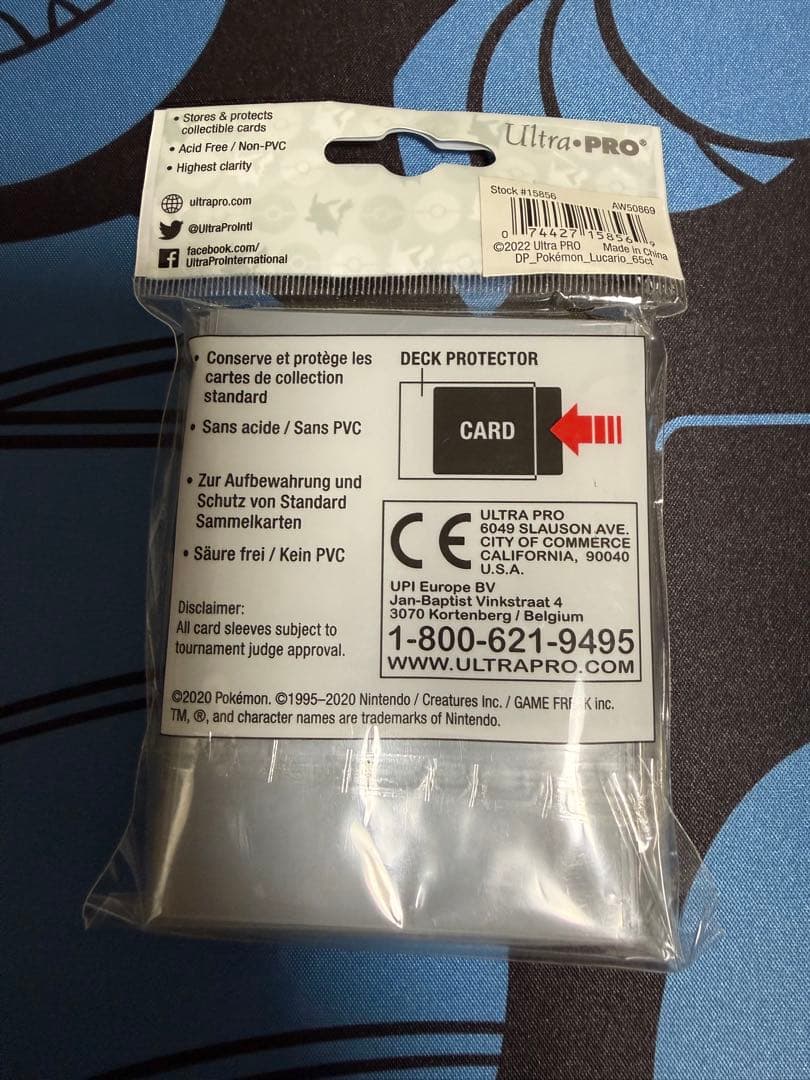 • Stores & protects
collectible cards
• Acid Free / Non-PVC
• Highest clarity
ultrapro.com
@UltraProIntl
facebook.com/
UltraProInternational
Ultra•PRO®
Stock #15856
AW50869
0 74427 15856 9
©2022 Ultra PRO Made in China
DP_Pokémon_Lucario_65ct
• Conserve et protège les
cartes de collection
standard
• Sans acide / Sans PVC
• Zur Aufbewahrung und
Schutz von Standard
Sammelkarten
• Säure frei / Kein PVC
Disclaimer:
All card sleeves subject to
tournament judge approval.
DECK PROTECTOR
CARD
CE
ULTRA PRO
6049 SLAUSON AVE.
CITY OF COMMERCE
CALIFORNIA, 90040
U.S.A.
UPI Europe BV
Jan-Baptist Vinkstraat 4
3070 Kortenberg / Belgium
1-800-621-9495
WWW.ULTRAPRO.COM
©2020 Pokémon. ©1995–2020 Nintendo / Creatures Inc. / GAME FREAK inc.
TM, ®, and character names are trademarks of Nintendo.